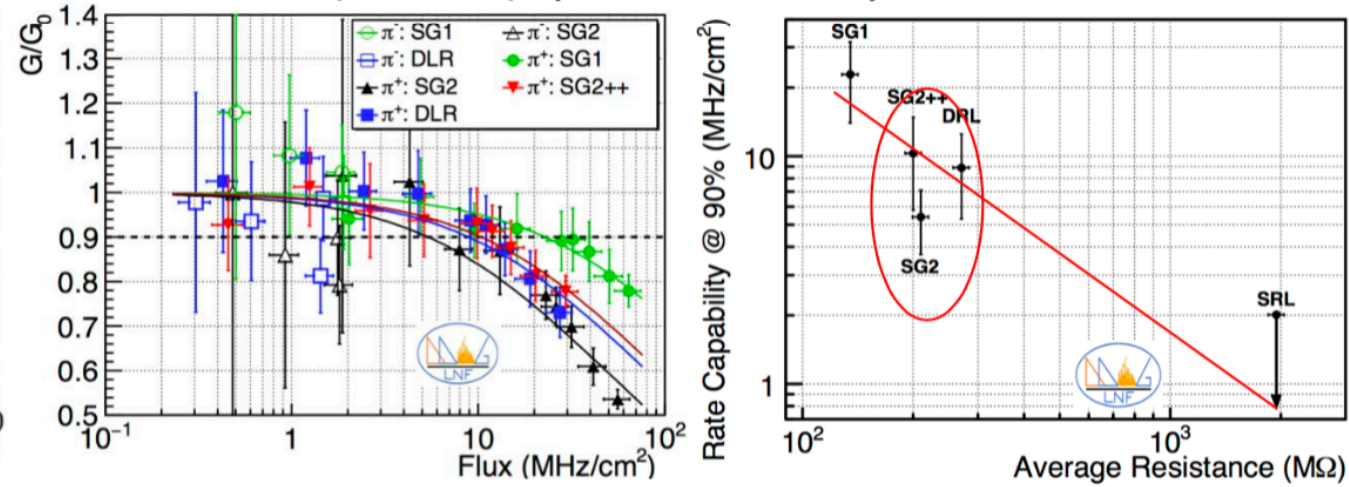 G/G0
1.4
1.3
1.2
1.1
1
0.9
0.8
0.7
0.6
0.5
π-: SG1
π-: SG2
π-: DLR
π+: SG1
π+: SG2
π+: SG2++
π+: DLR
LNF
10-1
1
10
102
Flux (MHz/cm2)
Rate Capability @ 90% (MHz/cm2)
10
1
SG1
SG2++
DRL
SG2
SRL
LNF
102
103
Average Resistance (MΩ)